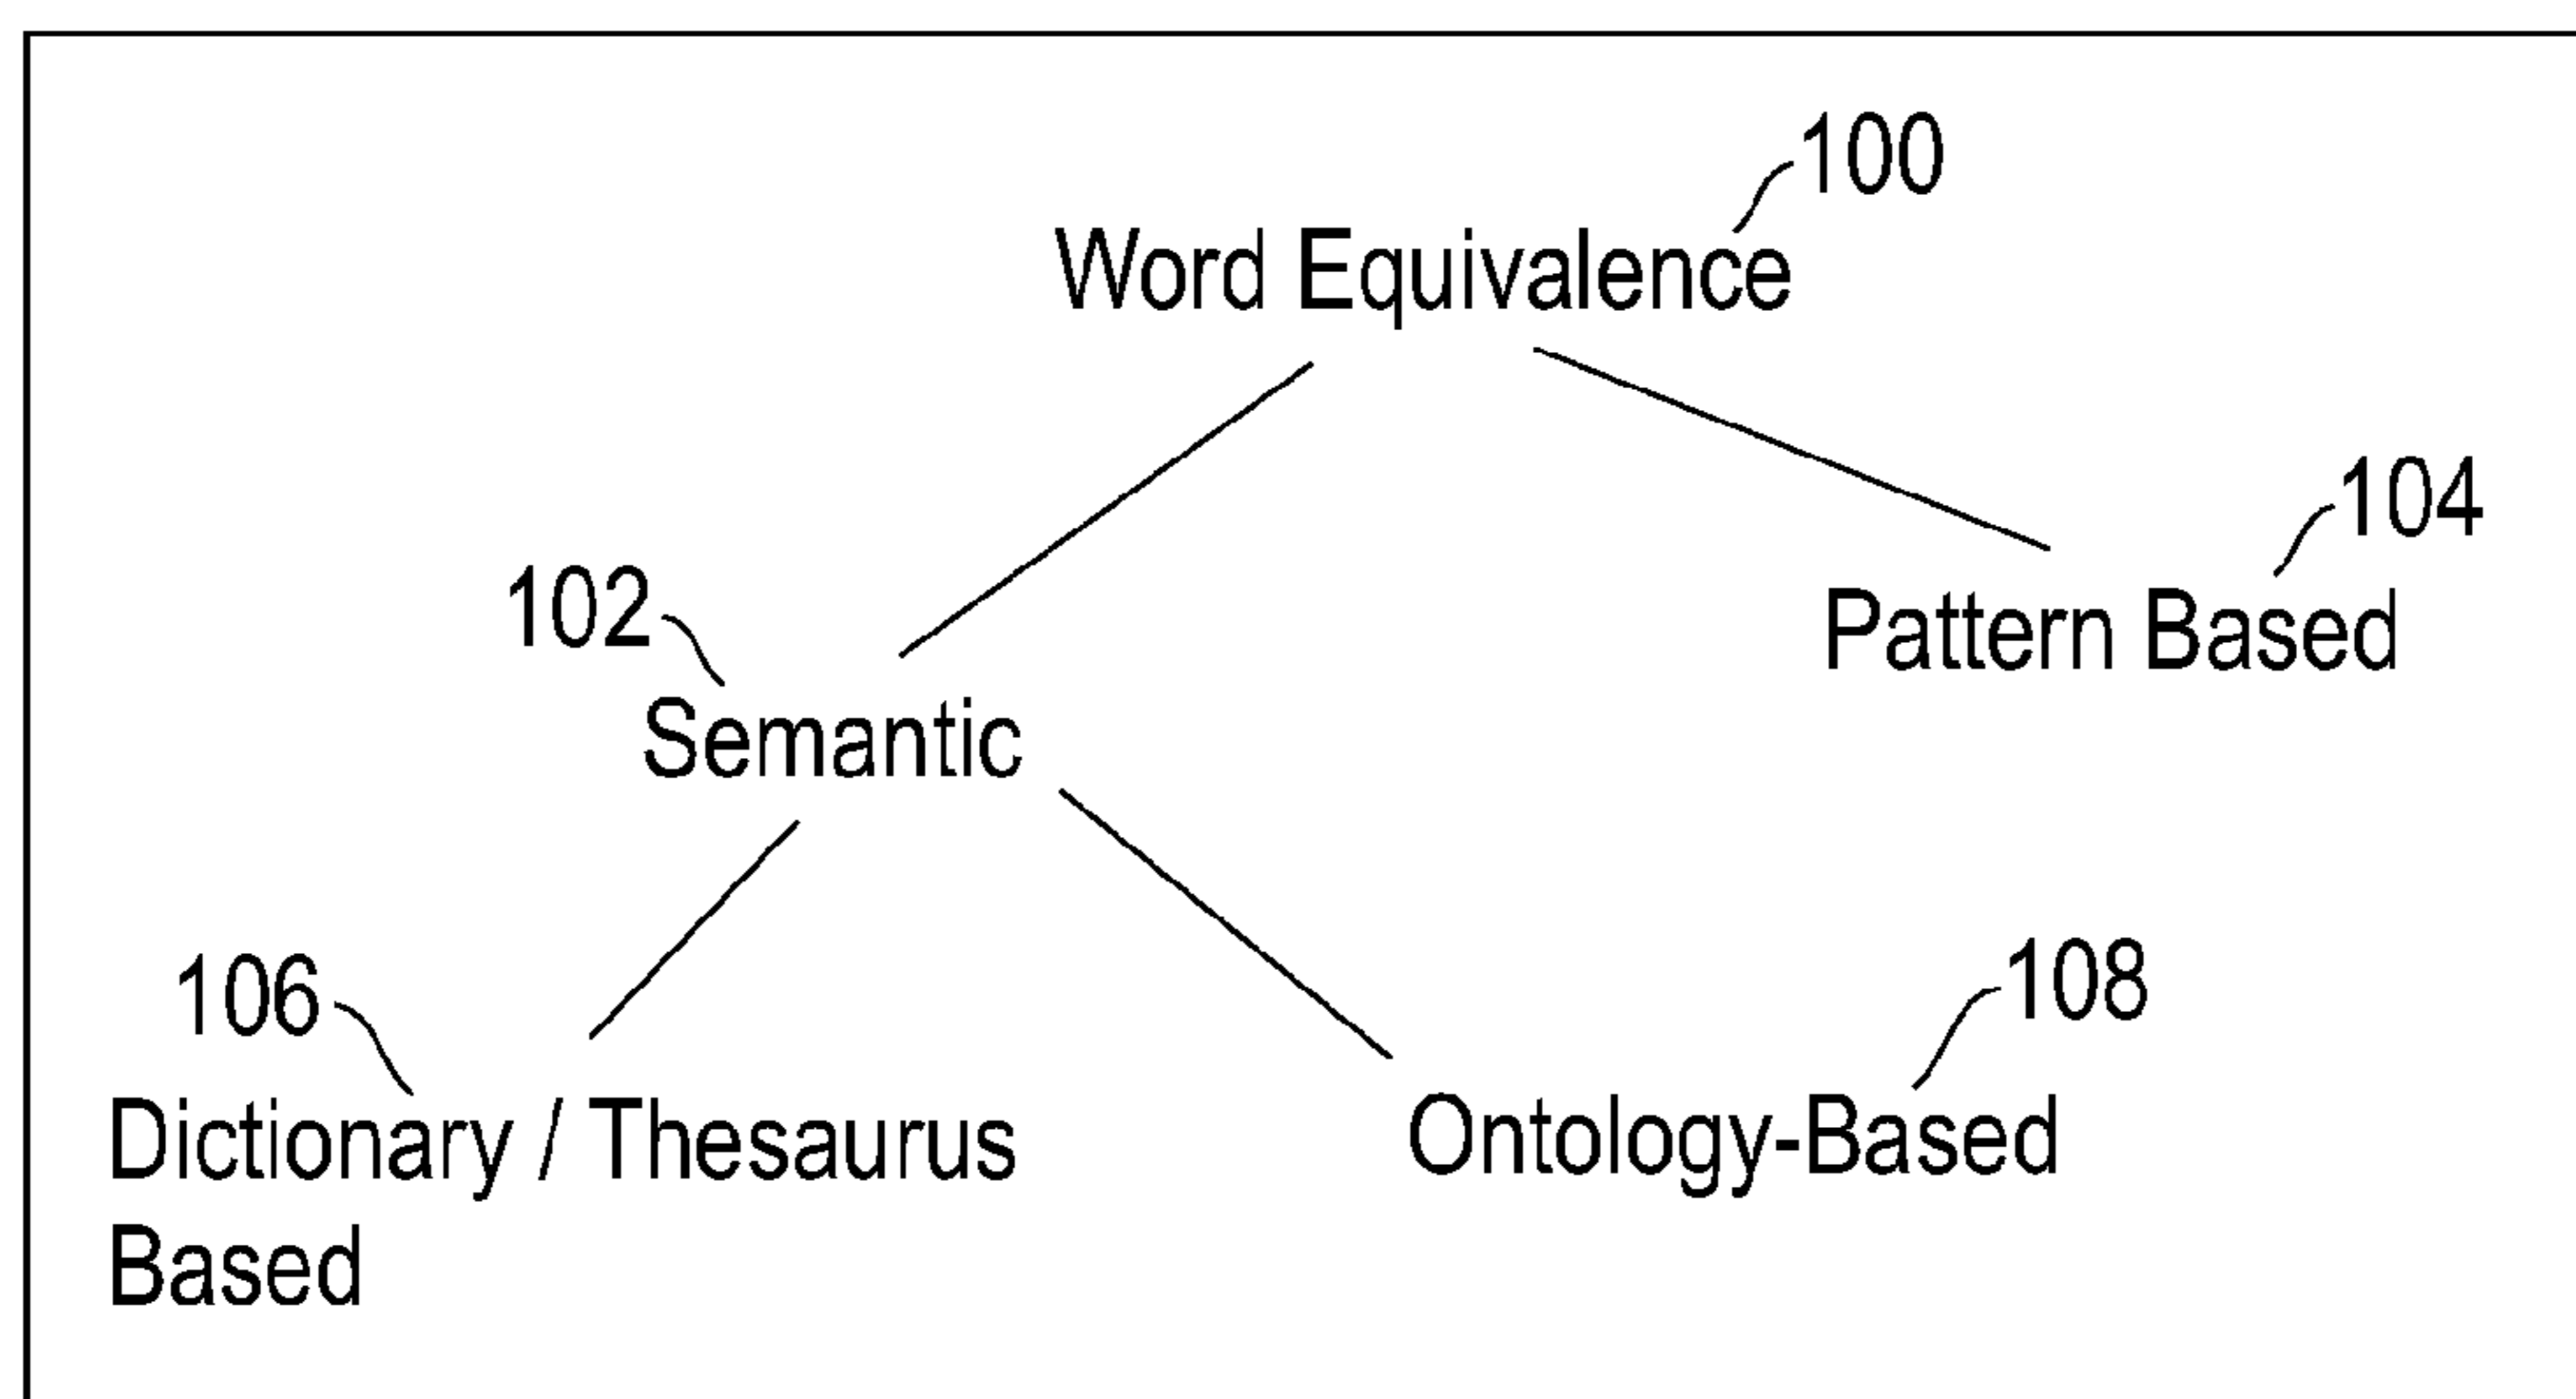 100
Word Equivalence
104
Pattern Based
102
Semantic
106
Dictionary / Thesaurus
Based
108
Ontology-Based